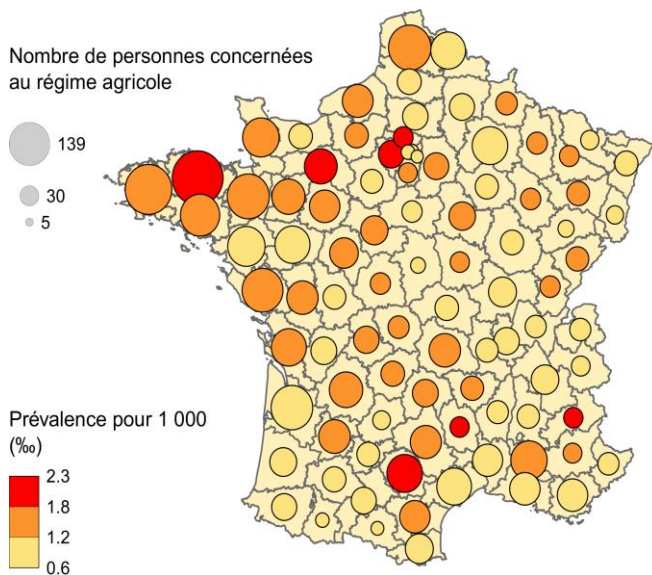 Nombre de personnes concernées
au régime agricole
139
30
5
Prévalence pour 1 000
(‰)
2.3
1.8
1.2
0.6